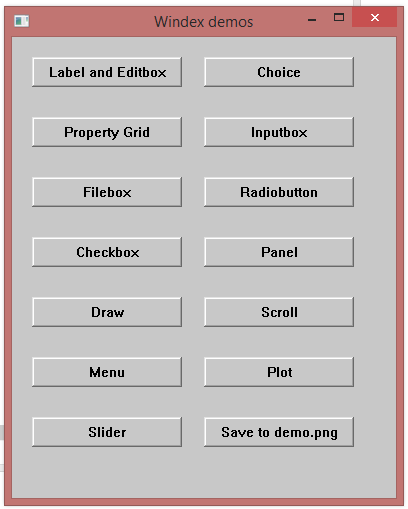 Windex demos
Label and Editbox
Choice
Property Grid
Inputbox
Filebox
Radiobutton
Checkbox
Panel
Draw
Scroll
Menu
Plot
Slider
Save to demo.png